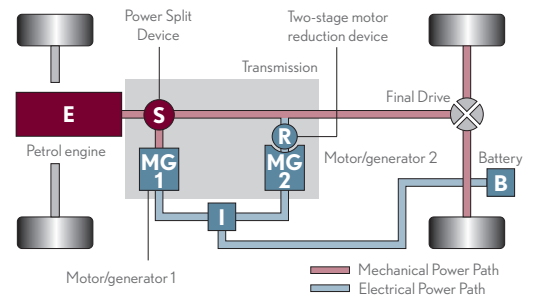 Power Split
Device
Two-stage motor
reduction device
Transmission
Final Drive
E
S
R
Petrol engine
MG
1
MG
2
Motor/generator 2
Battery
B
I
Motor/generator 1
Mechanical Power Path
Electrical Power Path